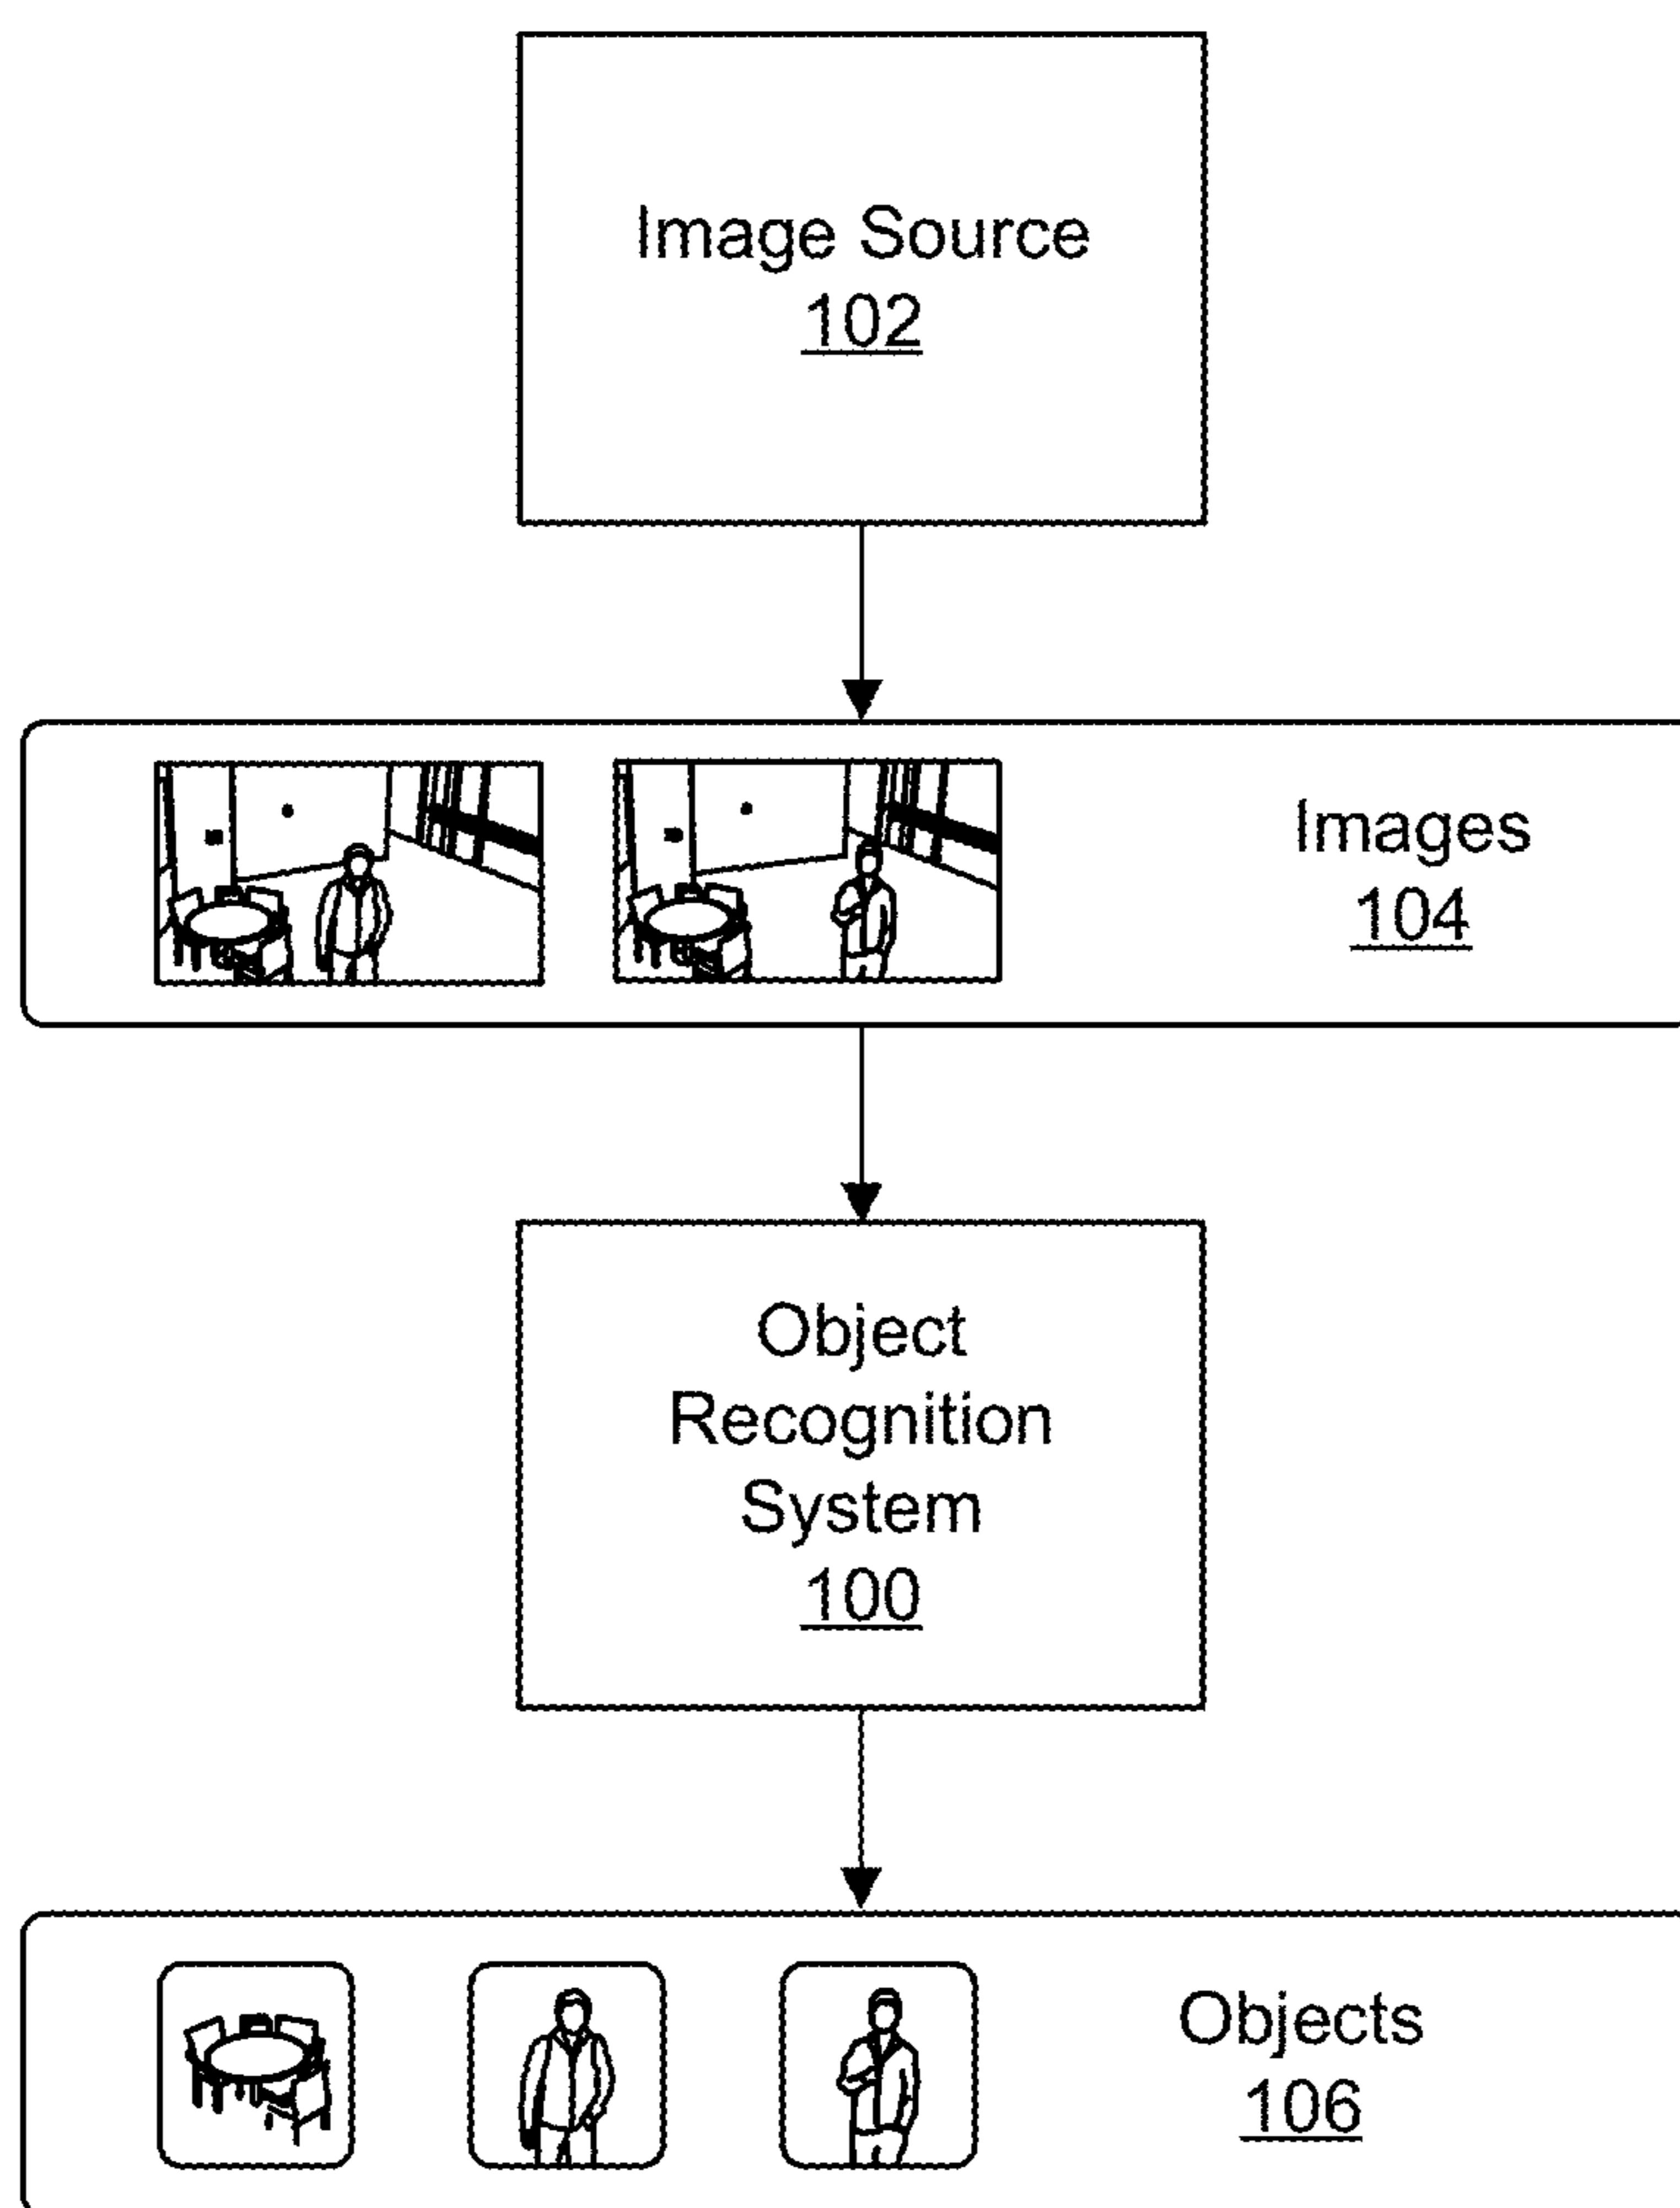 Image Source
102
Images
104
Object
Recognition
System
100
Objects
106